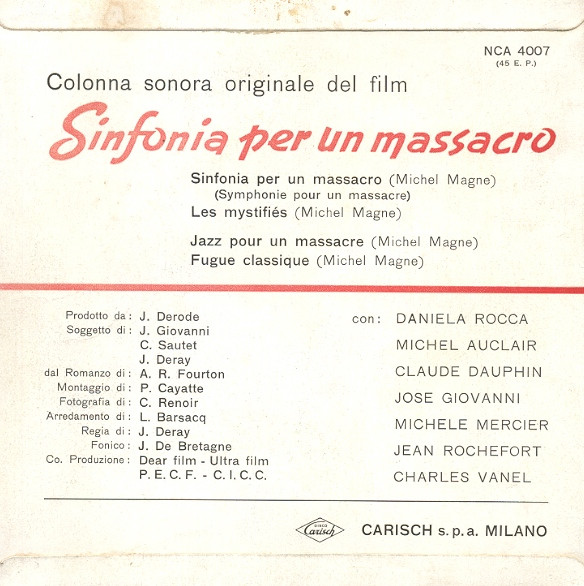 NCA 4007
(45 E. P.)
Colonna sonora originale del film
Sinfonia per un massacro
Sinfonia per un massacro (Michel Magne)
(Symphonie pour un massacre)
Les mystifiés (Michel Magne)
Jazz pour un massacre (Michel Magne)
Fugue classique (Michel Magne)
Prodotto da: J. Derode
Soggetto di: J. Giovanni
C. Sautet
J. Deray
dal Romanzo di: A. R. Fourton
Montaggio di: P. Cayatte
Fotografia di: C. Renoir
Arredamento di: L. Barsacq
Regia di: J. Deray
Fonico: J. De Bretagne
Co. Produzione: Dear film - Ultra film
P. E. C. F. - C. I. C. C.
con: DANIELA ROCCA
MICHEL AUCLAIR
CLAUDE DAUPHIN
JOSE GIOVANNI
MICHELE MERCIER
JEAN ROCHEFORT
CHARLES VANEL
DISCO
Carisch
CARISCH s. p. a. MILANO